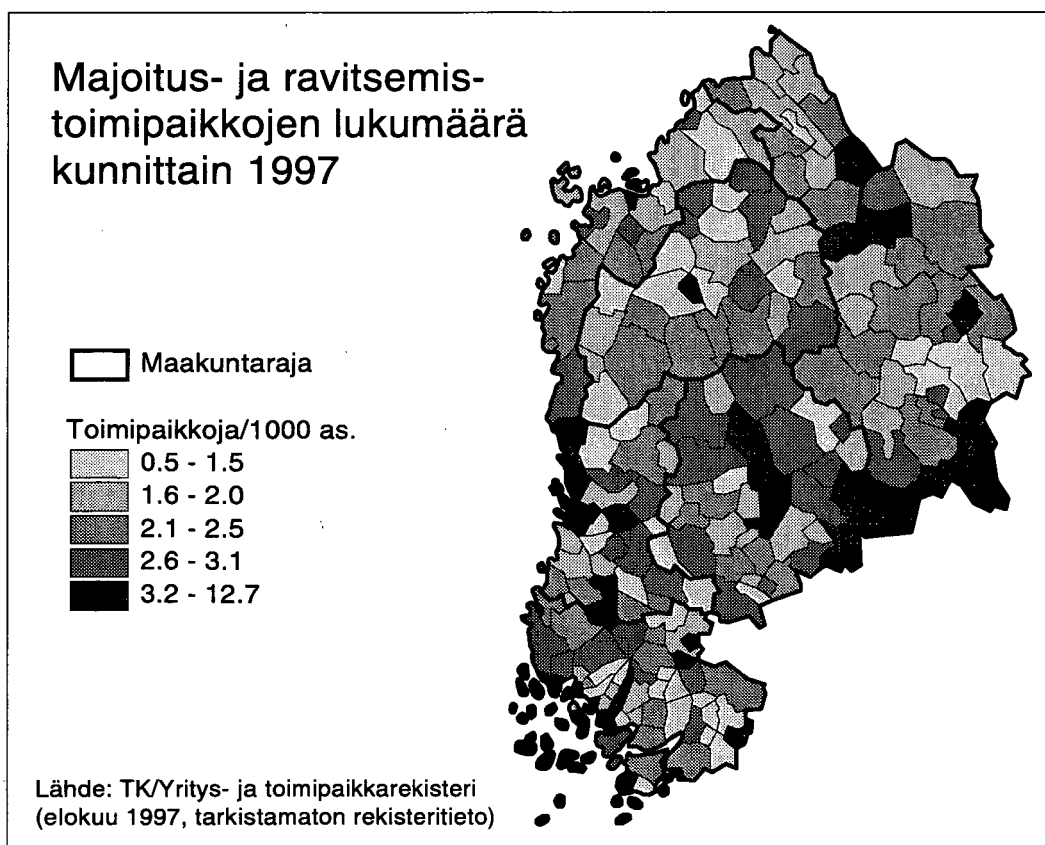 Majoitus- ja ravitsemis-
toimipaikkojen lukumäärä
kunnittain 1997
Maakuntaraja
Toimipaikkoja/1000 as.
0.5 - 1.5
1.6 - 2.0
2.1 - 2.5
2.6 - 3.1
3.2 - 12.7
Lähde: TK/Yritys- ja toimipaikkarekisteri
(elokuu 1997, tarkistamaton rekisteritieto)